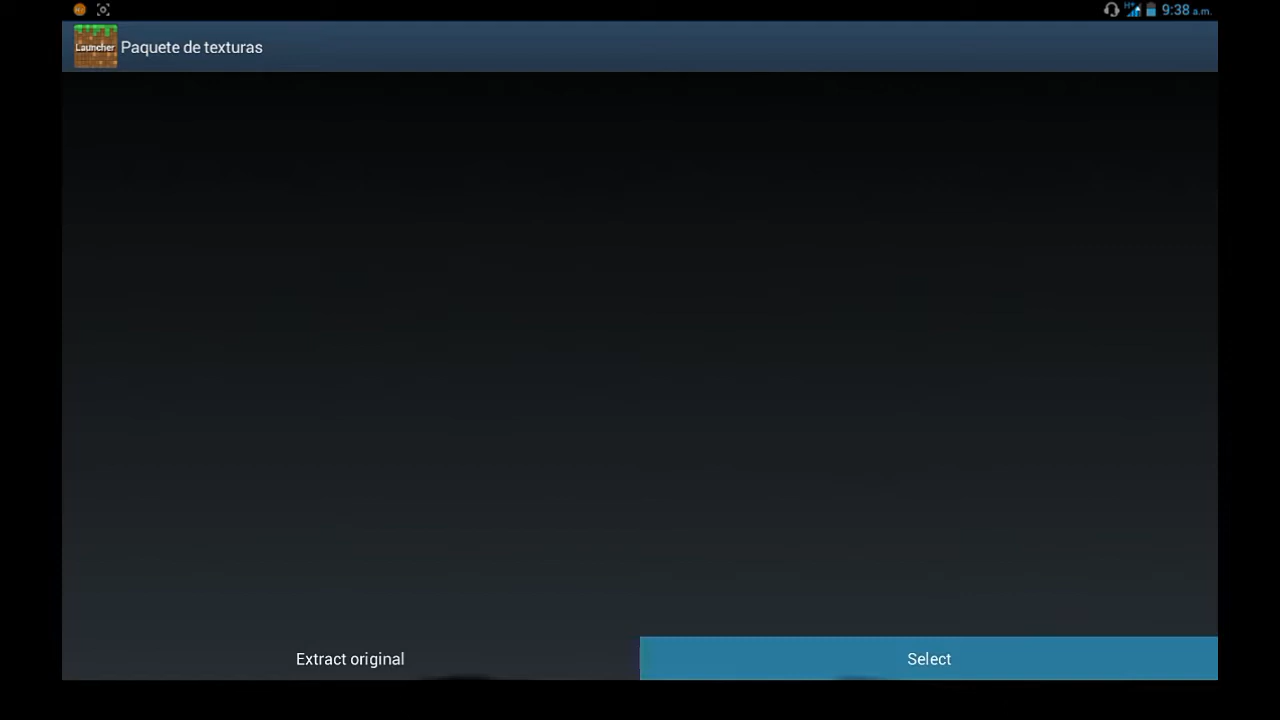 9:38 a.m.
Launcher
Paquete de texturas
Extract original
Select